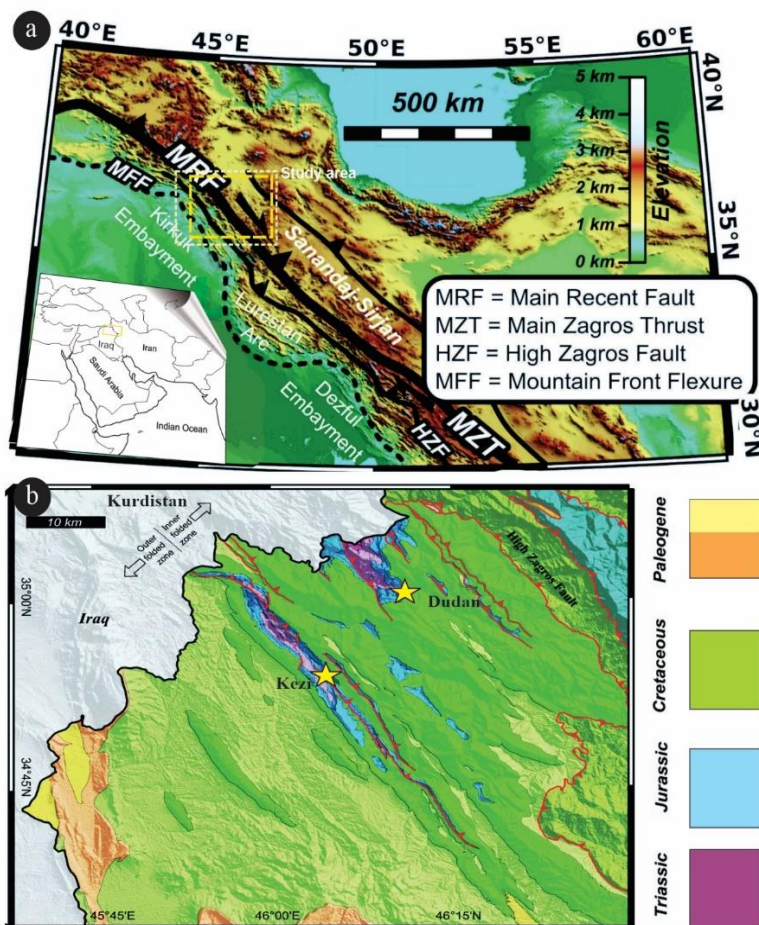 a
40°E
45°E
50°E
55°E
60°E
40°N
35°N
30°N
500 km
5 km
4 km
3 km
2 km
1 km
0 km
Elevation
MRF
MFF
Study area
Kirkuk
Embayment
Sanandaj-Sirjan
Lurestan
Arc
Dezful
Embayment
HZF
MZT
MRF = Main Recent Fault
MZT = Main Zagros Thrust
HZF = High Zagros Fault
MFF = Mountain Front Flexure
Iraq
Iran
Saudi Arabia
Indian Ocean
b
Kurdistan
10 km
Outer
folded
zone
Inner
folded
zone
High Zagros Fault
35°00'N
Iraq
Dudan
Kezi
34°45'N
45°45'E
46°00'E
46°15'E
Paleogene
Cretaceous
Jurassic
Triassic